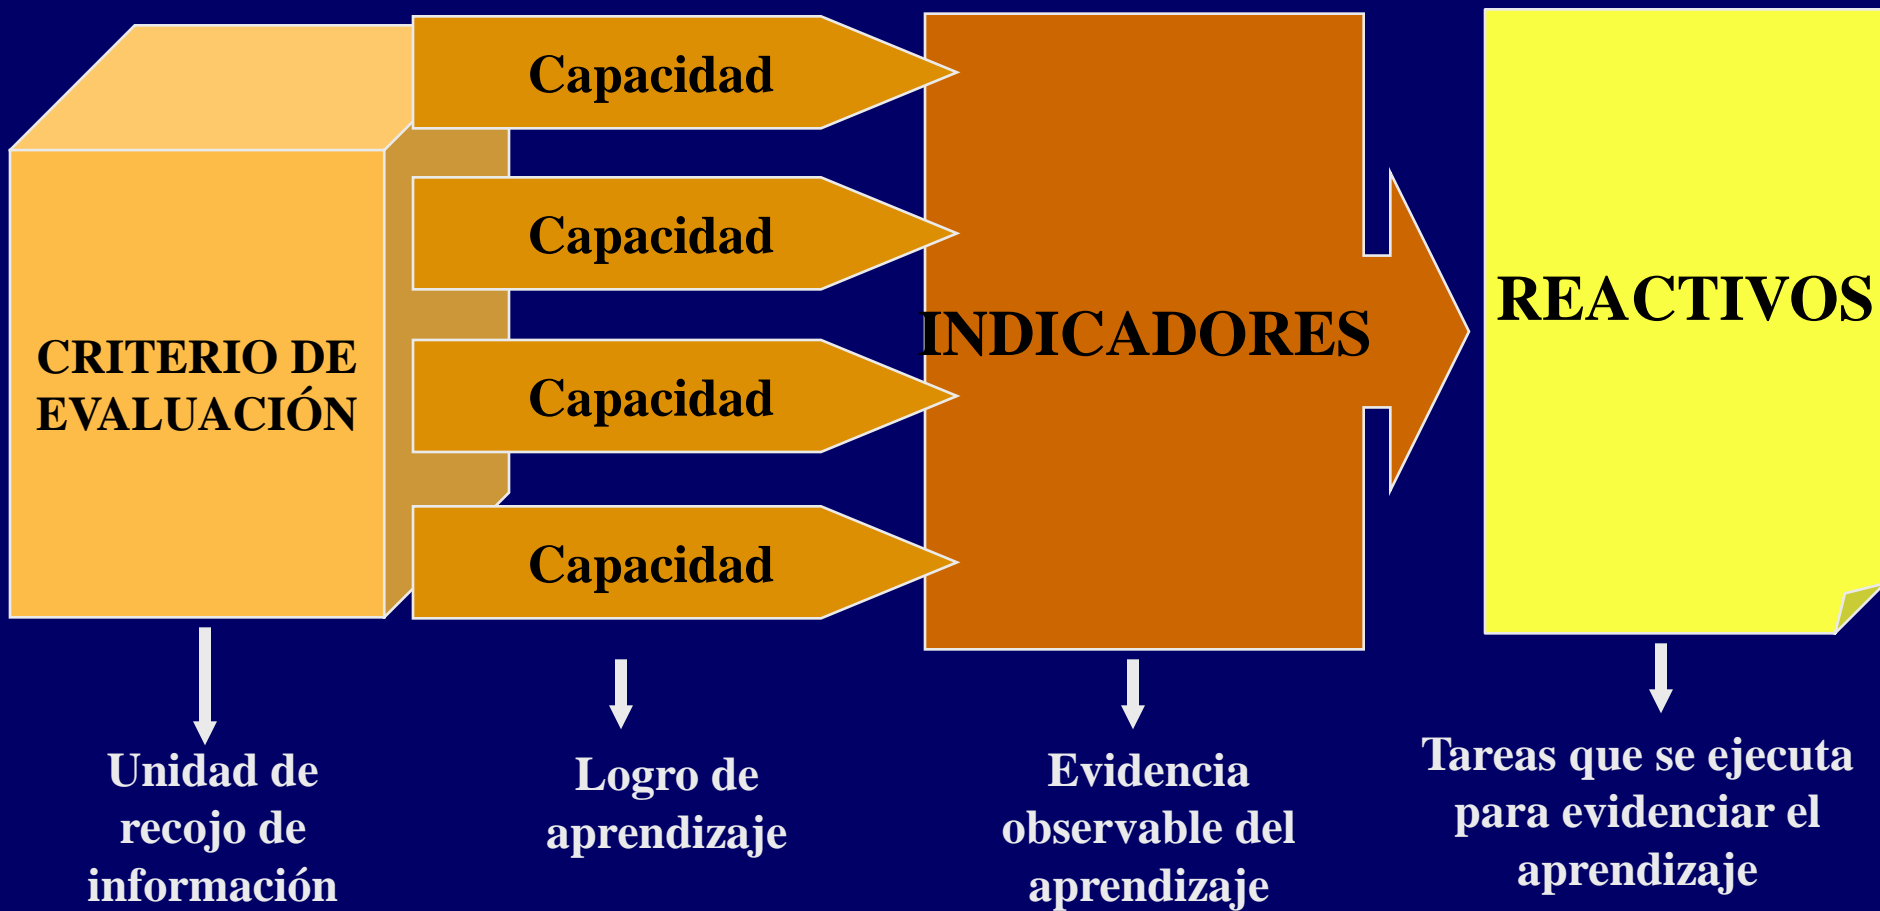 CRITERIO DE
EVALUACIÓN
Capacidad
Capacidad
Capacidad
Capacidad
INDICADORES
REACTIVOS
Unidad de
recojo de
información
Logro de
aprendizaje
Evidencia
observable del
aprendizaje
Tareas que se ejecuta
para evidenciar el
aprendizaje